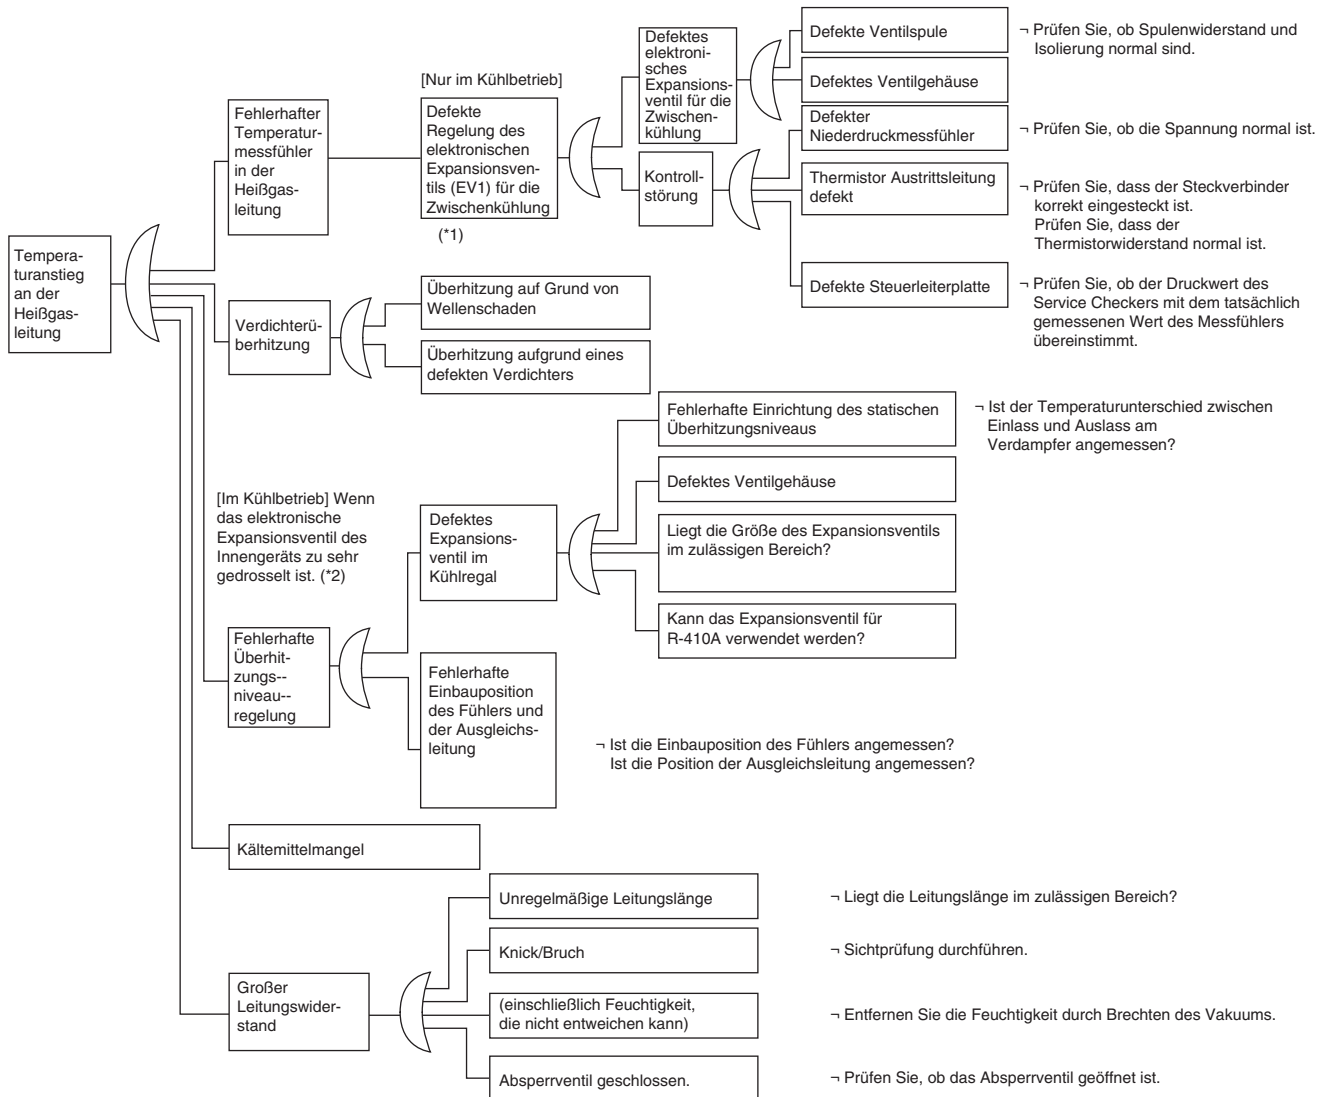 Tempera-
turanstieg
an der
Heißgas-
leitung
Fehlerhafter
Temperatur-
messfühler
in der
Heißgas-
leitung
[Nur im Kühlbetrieb]
Defekte
Regelung des
elektronischen
Expansionsven-
tils (EV1) für die
Zwischenkühlung
(*1)
Defektes
elektroni-
sches
Expansions-
ventil für die
Zwischen-
kühlung
Defekte Ventilspule
¬ Prüfen Sie, ob Spulenwiderstand und
Isolierung normal sind.
Defektes Ventilgehäuse
Kontroll-
störung
Defekter
Niederdruckmessfühler
¬ Prüfen Sie, ob die Spannung normal ist.
Thermistor Austrittsleitung
defekt
¬ Prüfen Sie, dass der Steckverbinder
korrekt eingesteckt ist.
Prüfen Sie, dass der
Thermistorwiderstand normal ist.
Defekte Steuerleiterplatte
¬ Prüfen Sie, ob der Druckwert des
Service Checkers mit dem tatsächlich
gemessenen Wert des Messfühlers
übereinstimmt.
Verdichterü-
berhitzung
Überhitzung auf Grund von
Wellenschaden
Überhitzung aufgrund eines
defekten Verdichters
[Im Kühlbetrieb] Wenn
das elektronische
Expansionsventil des
Innengeräts zu sehr
gedrosselt ist. (*2)
Fehlerhafte
Überhit-
zungs--
niveau--
regelung
Defektes
Expansions-
ventil im
Kühlregal
Fehlerhafte Einrichtung des statischen
Überhitzungsniveaus
¬ Ist der Temperaturunterschied zwischen
Einlass und Auslass am
Verdampfer angemessen?
Defektes Ventilgehäuse
Liegt die Größe des Expansionsventils
im zulässigen Bereich?
Kann das Expansionsventil für
R-410A verwendet werden?
Fehlerhafte
Einbauposition
des Fühlers und
der Ausgleichs-
leitung
¬ Ist die Einbauposition des Fühlers angemessen?
Ist die Position der Ausgleichsleitung angemessen?
Kältemittelmangel
Großer
Leitungswider-
stand
Unregelmäßige Leitungslänge
¬ Liegt die Leitungslänge im zulässigen Bereich?
Knick/Bruch
¬ Sichtprüfung durchführen.
(einschließlich Feuchtigkeit,
die nicht entweichen kann)
¬ Entfernen Sie die Feuchtigkeit durch Brechten des Vakuums.
Absperrventil geschlossen.
¬ Prüfen Sie, ob das Absperrventil geöffnet ist.